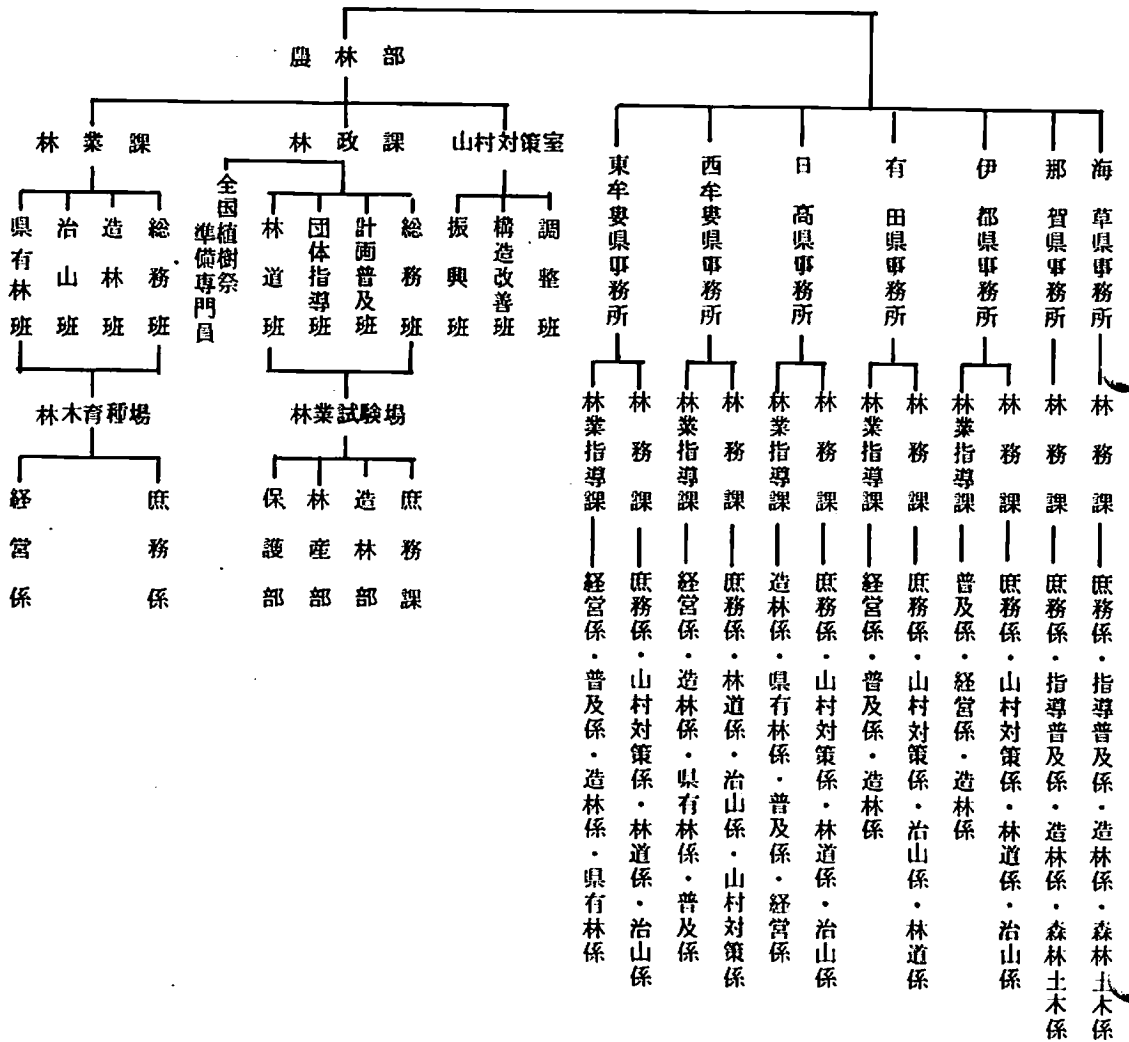 農林部
林業課
林政課
山村対策室
県有林班
治山班
造林班
総務班
全国植樹祭
準備専門員
林道班
団体指導班
計画普及班
総務班
振興班
構造改善班
調整班
林木育種場
林業試験場
経営係
庶務係
保護部
林産部
造林部
庶務課
海草県事務所
林務課
庶務係・指導普及係・造林係・森林土木係
那賀県事務所
林務課
庶務係・指導普及係・造林係・森林土木係
伊都県事務所
林務課
庶務係・山村対策係・林道係・治山係
林業指導課
普及係・経営係・造林係
有田県事務所
林務課
庶務係・山村対策係・治山係・林道係
林業指導課
経営係・普及係・造林係
日高県事務所
林務課
庶務係・山村対策係・林道係・治山係
林業指導課
造林係・県有林係・普及係・経営係
西牟婁県事務所
林務課
庶務係・林道係・治山係・山村対策係
林業指導課
経営係・造林係・県有林係・普及係
東牟婁県事務所
林務課
庶務係・山村対策係・林道係・治山係
林業指導課
経営係・普及係・造林係・県有林係